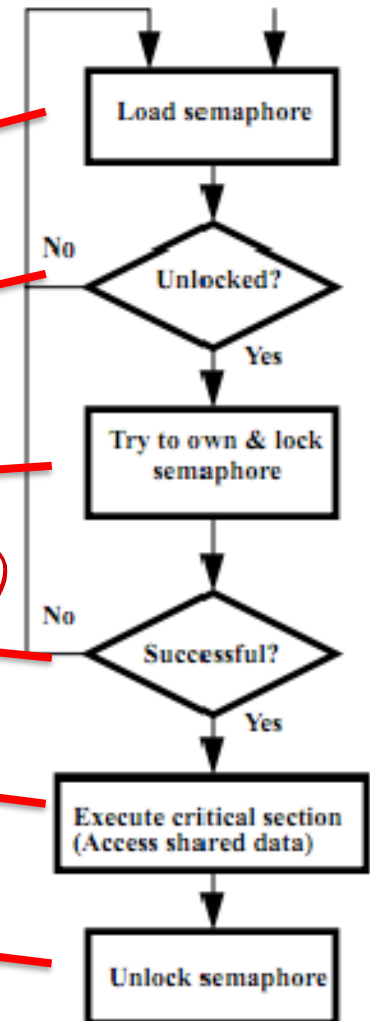 Load semaphore
No
Unlocked?
Yes
Try to own & lock
semaphore
No
Successful?
Yes
Execute critical section
(Access shared data)
Unlock semaphore